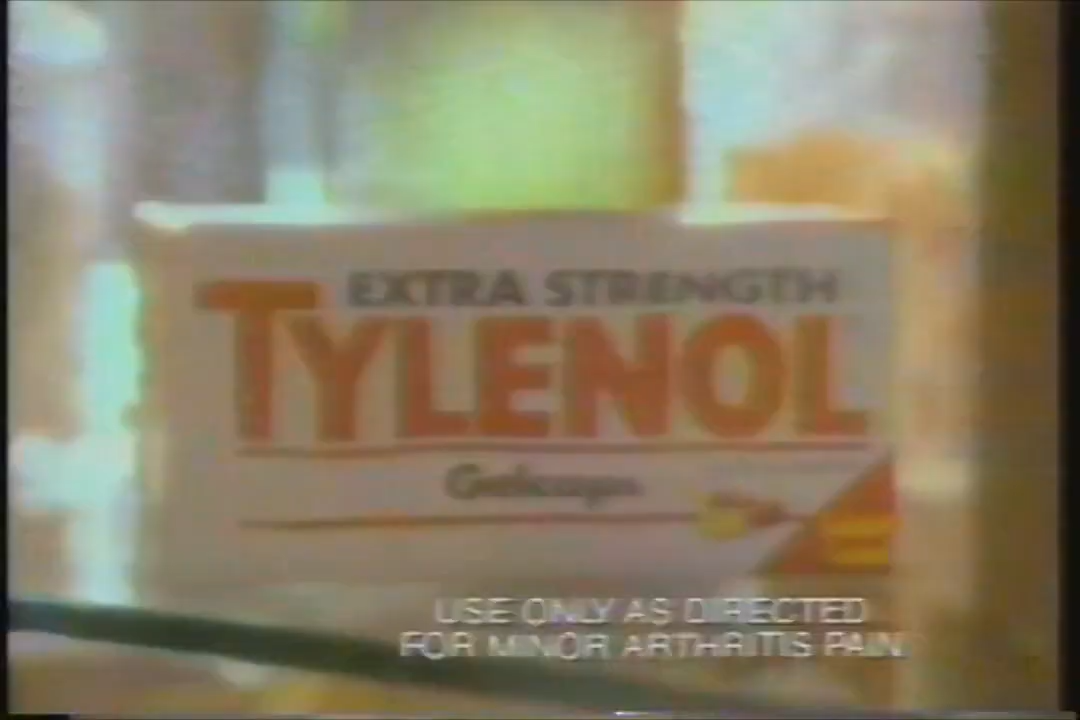 EXTRA STRENGTH
TYLENOL
Gelcaps
USE ONLY AS DIRECTED
FOR MINOR ARTHRITIS PAIN.